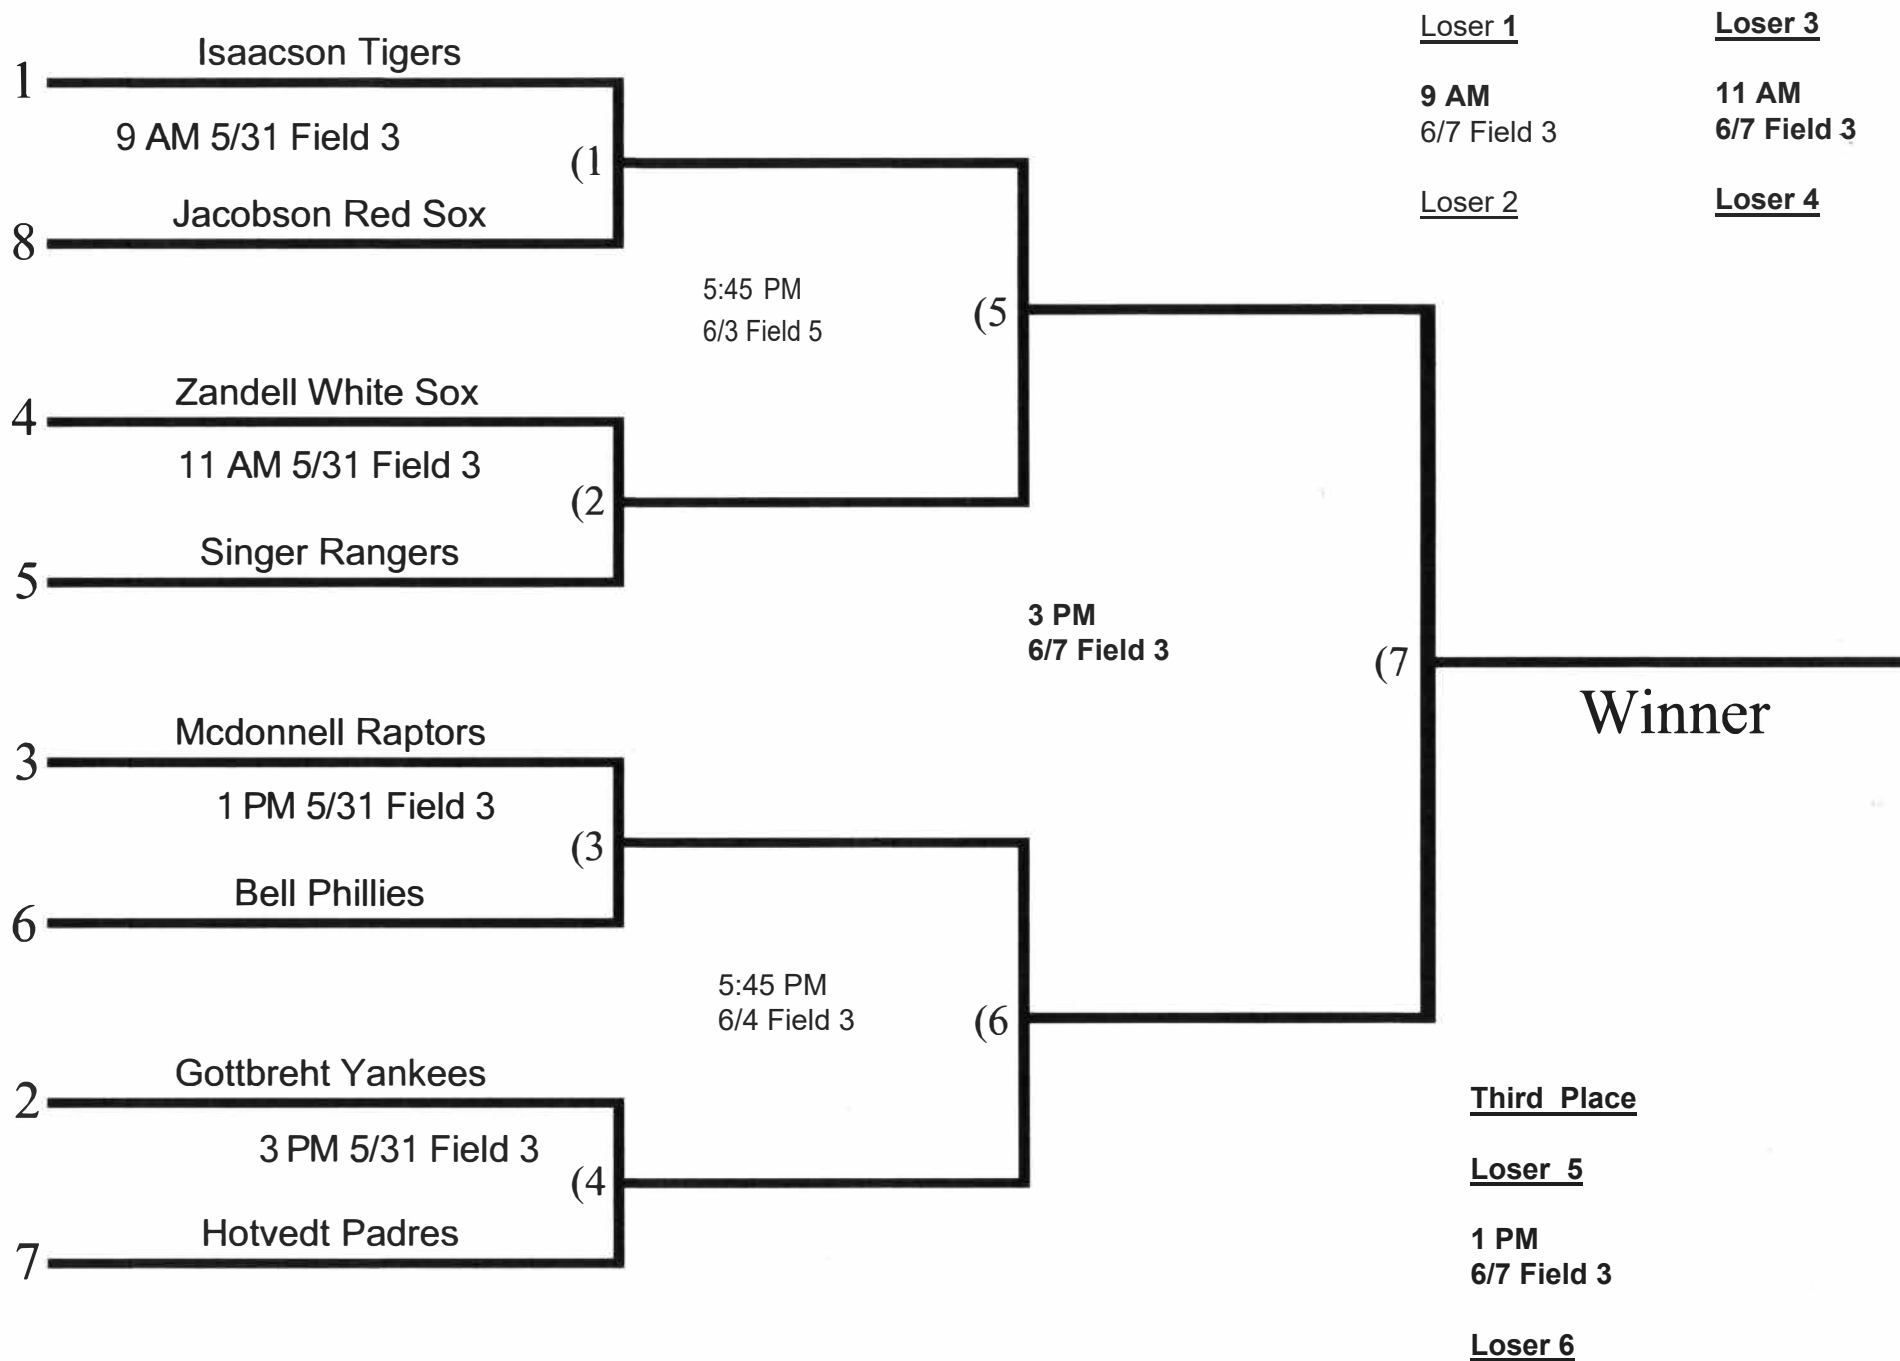 Loser 1
Loser 3
9 AM
6/7 Field 3
11 AM
6/7 Field 3
Loser 2
Loser 4
1
Isaacson Tigers
9 AM 5/31 Field 3
(1
8
Jacobson Red Sox
5:45 PM
6/3 Field 5
(5
4
Zandell White Sox
11 AM 5/31 Field 3
(2
5
Singer Rangers
3 PM
6/7 Field 3
(7
Winner
3
Mcdonnell Raptors
1 PM 5/31 Field 3
(3
6
Bell Phillies
5:45 PM
6/4 Field 3
(6
2
Gottbreht Yankees
3 PM 5/31 Field 3
(4
7
Hotvedt Padres
Third Place
Loser 5
1 PM
6/7 Field 3
Loser 6